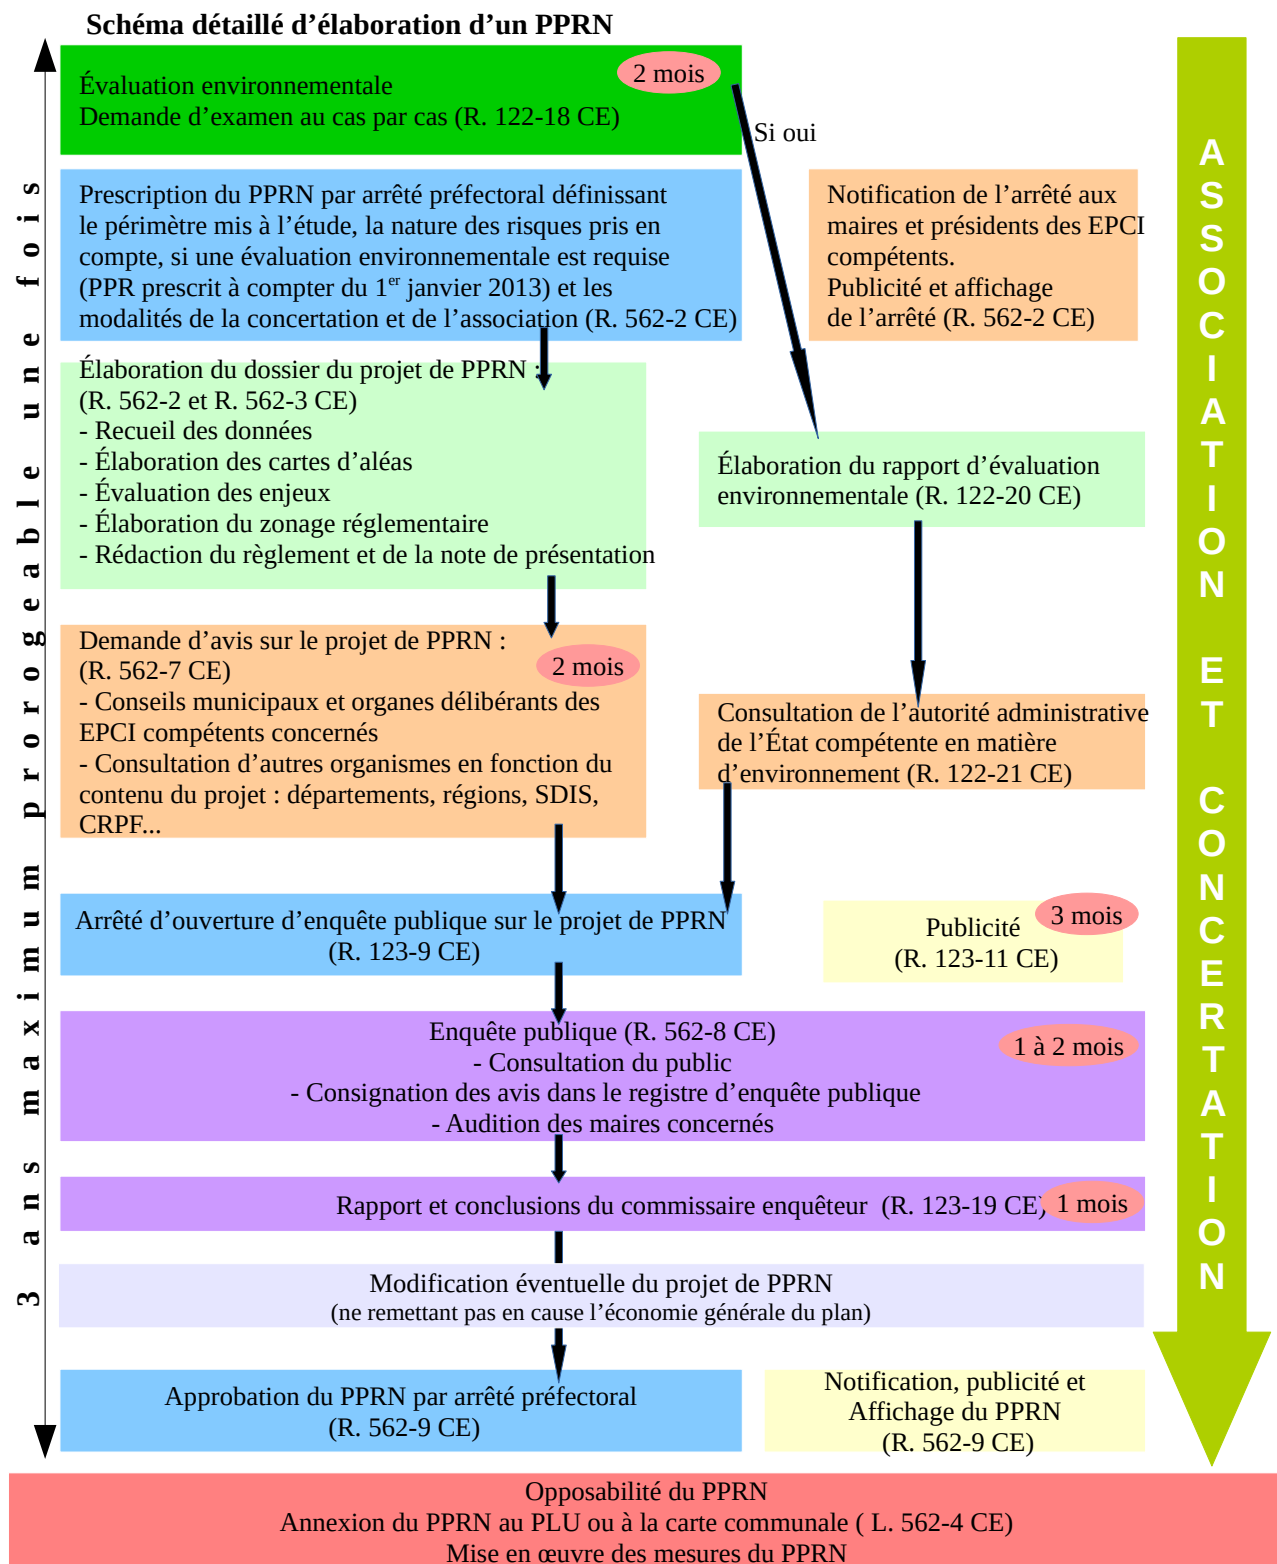 Schéma détaillé d’élaboration d’un PPRN
Évaluation environnementale
Demande d’examen au cas par cas (R. 122-18 CE)
2 mois
Si oui
Prescription du PPRN par arrêté préfectoral définissant
le périmètre mis à l’étude, la nature des risques pris en
compte, si une évaluation environnementale est requise
(PPR prescrit à compter du 1er janvier 2013) et les
modalités de la concertation et de l’association (R. 562-2 CE)
Notification de l’arrêté aux
maires et présidents des EPCI
compétents.
Publicité et affichage
de l’arrêté (R. 562-2 CE)
Élaboration du dossier du projet de PPRN :
(R. 562-2 et R. 562-3 CE)
- Recueil des données
- Élaboration des cartes d’aléas
- Évaluation des enjeux
- Élaboration du zonage réglementaire
- Rédaction du règlement et de la note de présentation
Élaboration du rapport d’évaluation
environnementale (R. 122-20 CE)
Demande d’avis sur le projet de PPRN :
(R. 562-7 CE)
2 mois
- Conseils municipaux et organes délibérants des
EPCI compétents concernés
- Consultation d’autres organismes en fonction du
contenu du projet : départements, régions, SDIS,
CRPF...
Consultation de l’autorité administrative
de l’État compétente en matière
d’environnement (R. 122-21 CE)
Arrêté d’ouverture d’enquête publique sur le projet de PPRN
(R. 123-9 CE)
Publicité
(R. 123-11 CE)
3 mois
Enquête publique (R. 562-8 CE)
- Consultation du public
- Consignation des avis dans le registre d’enquête publique
- Audition des maires concernés
1 à 2 mois
Rapport et conclusions du commissaire enquêteur (R. 123-19 CE)
1 mois
Modification éventuelle du projet de PPRN
(ne remettant pas en cause l’économie générale du plan)
Approbation du PPRN par arrêté préfectoral
(R. 562-9 CE)
Notification, publicité et
Affichage du PPRN
(R. 562-9 CE)
Opposabilité du PPRN
Annexion du PPRN au PLU ou à la carte communale ( L. 562-4 CE)
Mise en œuvre des mesures du PPRN
3 ans maximum prorogeable une fois
ASSOCIATION ET CONCERTATION